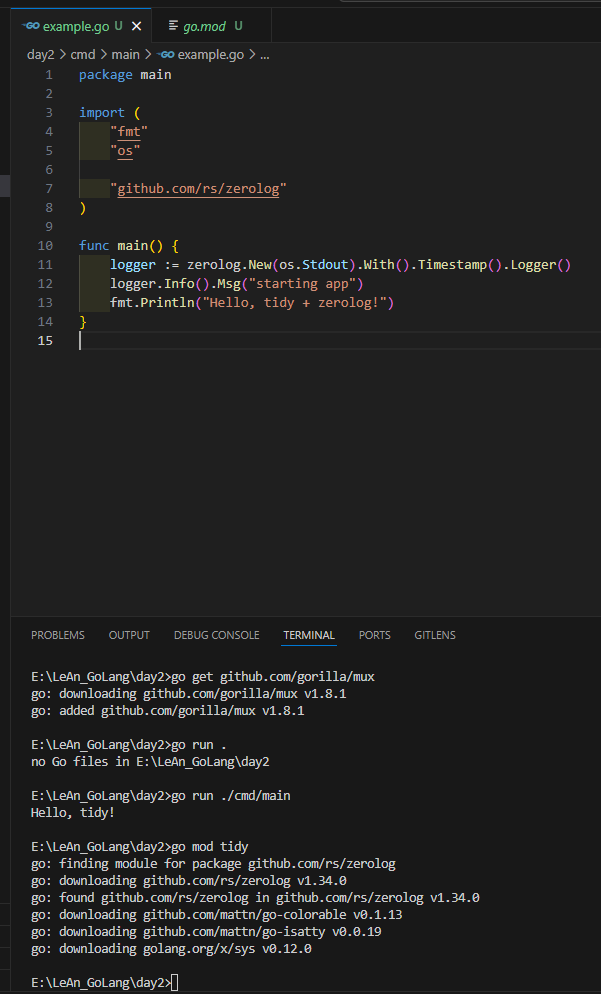 GO example.go U ×
go.mod U
day2 > cmd > main > GO example.go > ...
1 package main
2
3 import (
4 "fmt"
5 "os"
6
7 "github.com/rs/zerolog"
8 )
9
10 func main() {
11 logger := zerolog.New(os.Stdout).With().Timestamp().Logger()
12 logger.Info().Msg("starting app")
13 fmt.Println("Hello, tidy + zerolog!")
14 }
15
PROBLEMS OUTPUT DEBUG CONSOLE TERMINAL PORTS GITLENS
E:\LeAn_GoLang\day2>go get github.com/gorilla/mux
go: downloading github.com/gorilla/mux v1.8.1
go: added github.com/gorilla/mux v1.8.1
E:\LeAn_GoLang\day2>go run .
no Go files in E:\LeAn_GoLang\day2
E:\LeAn_GoLang\day2>go run ./cmd/main
Hello, tidy!
E:\LeAn_GoLang\day2>go mod tidy
go: finding module for package github.com/rs/zerolog
go: downloading github.com/rs/zerolog v1.34.0
go: found github.com/rs/zerolog in github.com/rs/zerolog v1.34.0
go: downloading github.com/mattn/go-colorable v0.1.13
go: downloading github.com/mattn/go-isatty v0.0.19
go: downloading golang.org/x/sys v0.12.0
E:\LeAn_GoLang\day2>